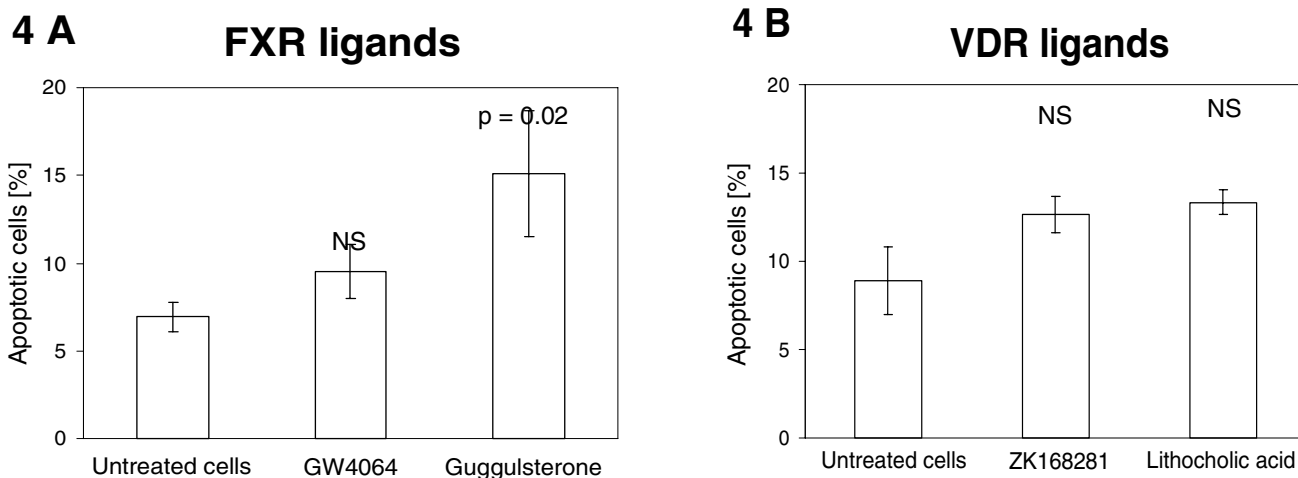 4 A
FXR ligands
Apoptotic cells [%]
20
15
10
5
0
NS
p = 0.02
Untreated cells
GW4064
Guggulsterone
4 B
VDR ligands
Apoptotic cells [%]
20
15
10
5
0
NS
NS
Untreated cells
ZK168281
Lithocholic acid